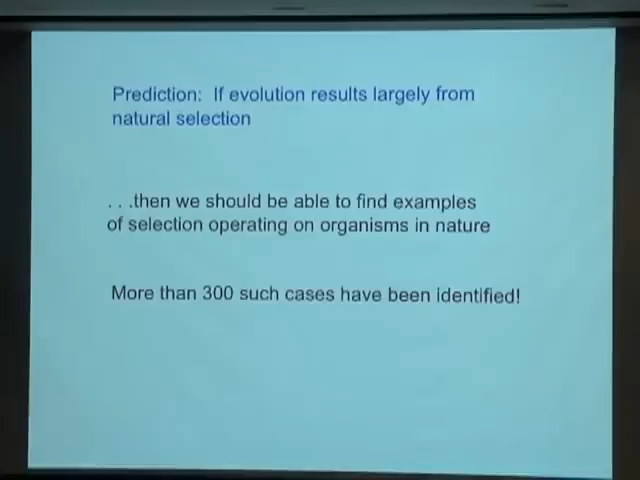 Prediction:  If evolution results largely from
natural selection
. . .then we should be able to find examples
of selection operating on organisms in nature
More than 300 such cases have been identified!